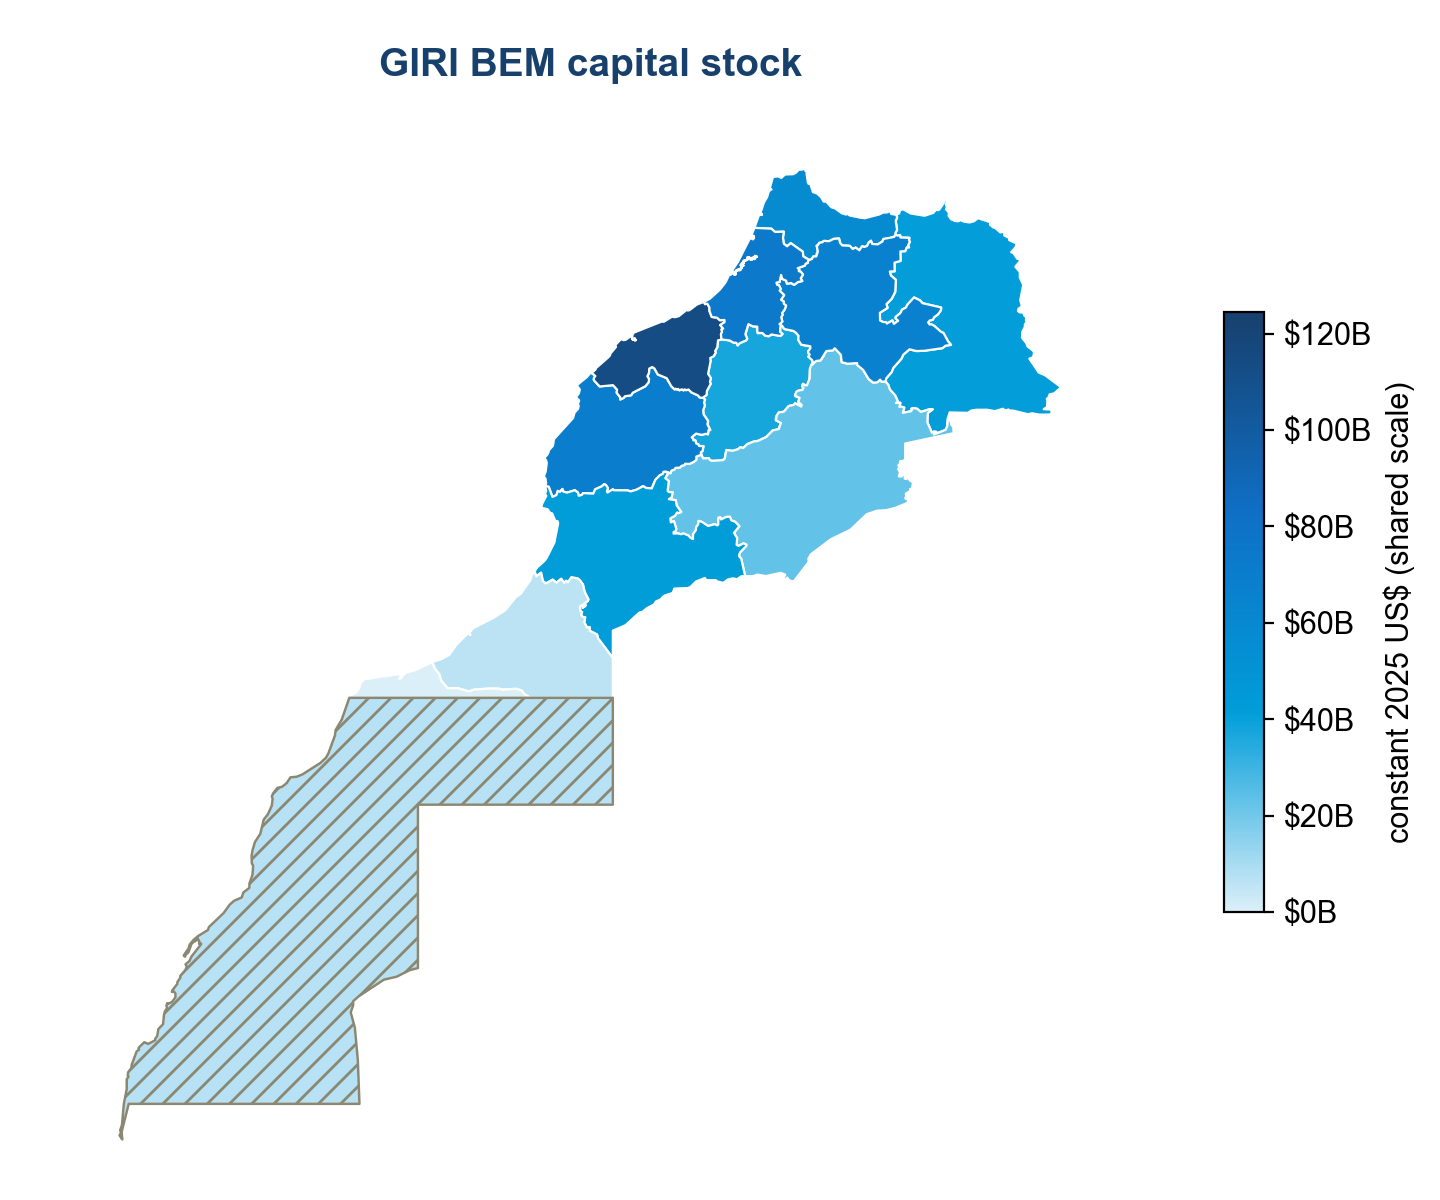 GIRI BEM capital stock
$120B
$100B
$80B
$60B
$40B
$20B
$0B
constant 2025 US$ (shared scale)